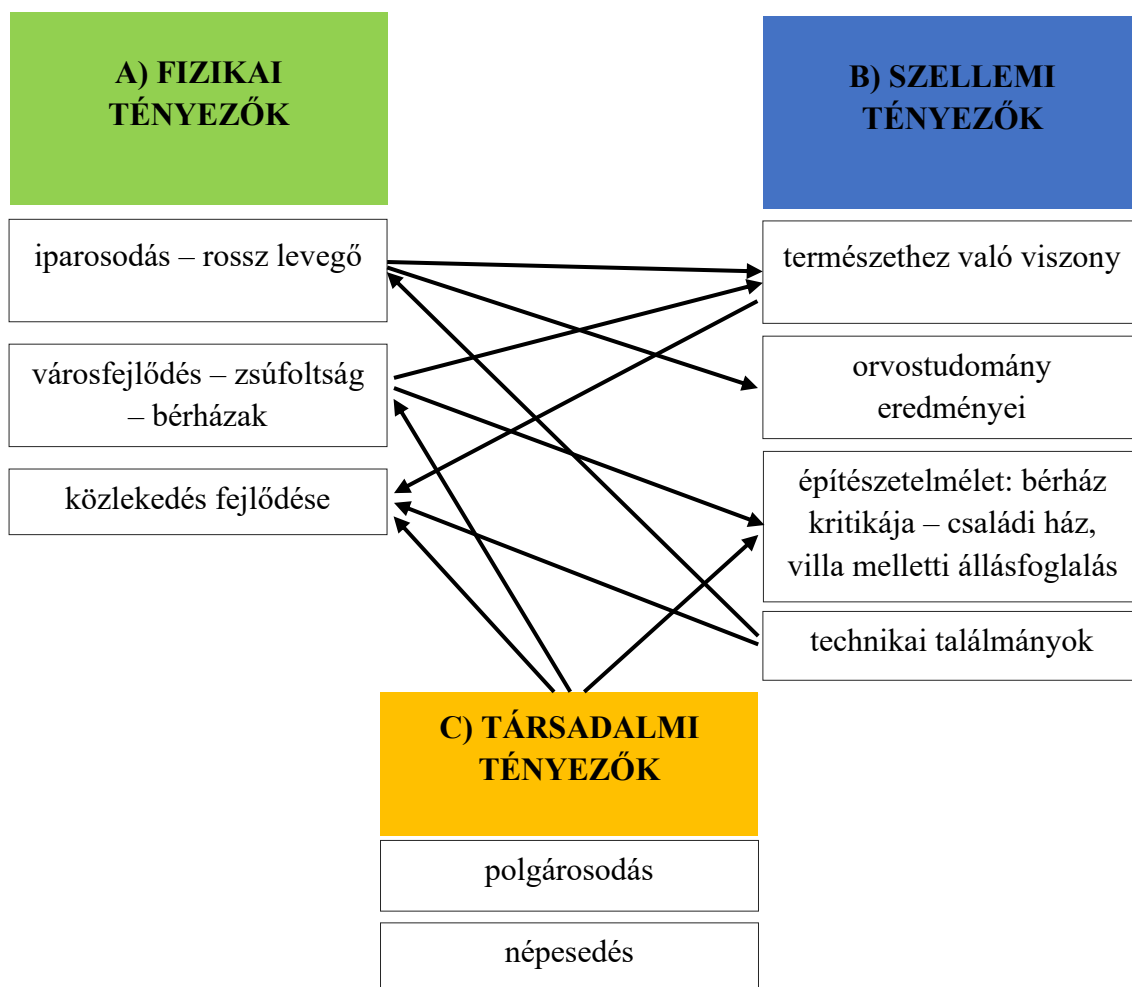 A) FIZIKAI
TÉNYEZŐK
iparosodás – rossz levegő
városfejlődés – zsúfoltság
– bérházak
közlekedés fejlődése
B) SZELLEMI
TÉNYEZŐK
természethez való viszony
orvostudomány
eredményei
építészetelmélet: bérház
kritikája – családi ház,
villa melletti állásfoglalás
technikai találmányok
C) TÁRSADALMI
TÉNYEZŐK
polgárosodás
népesedés